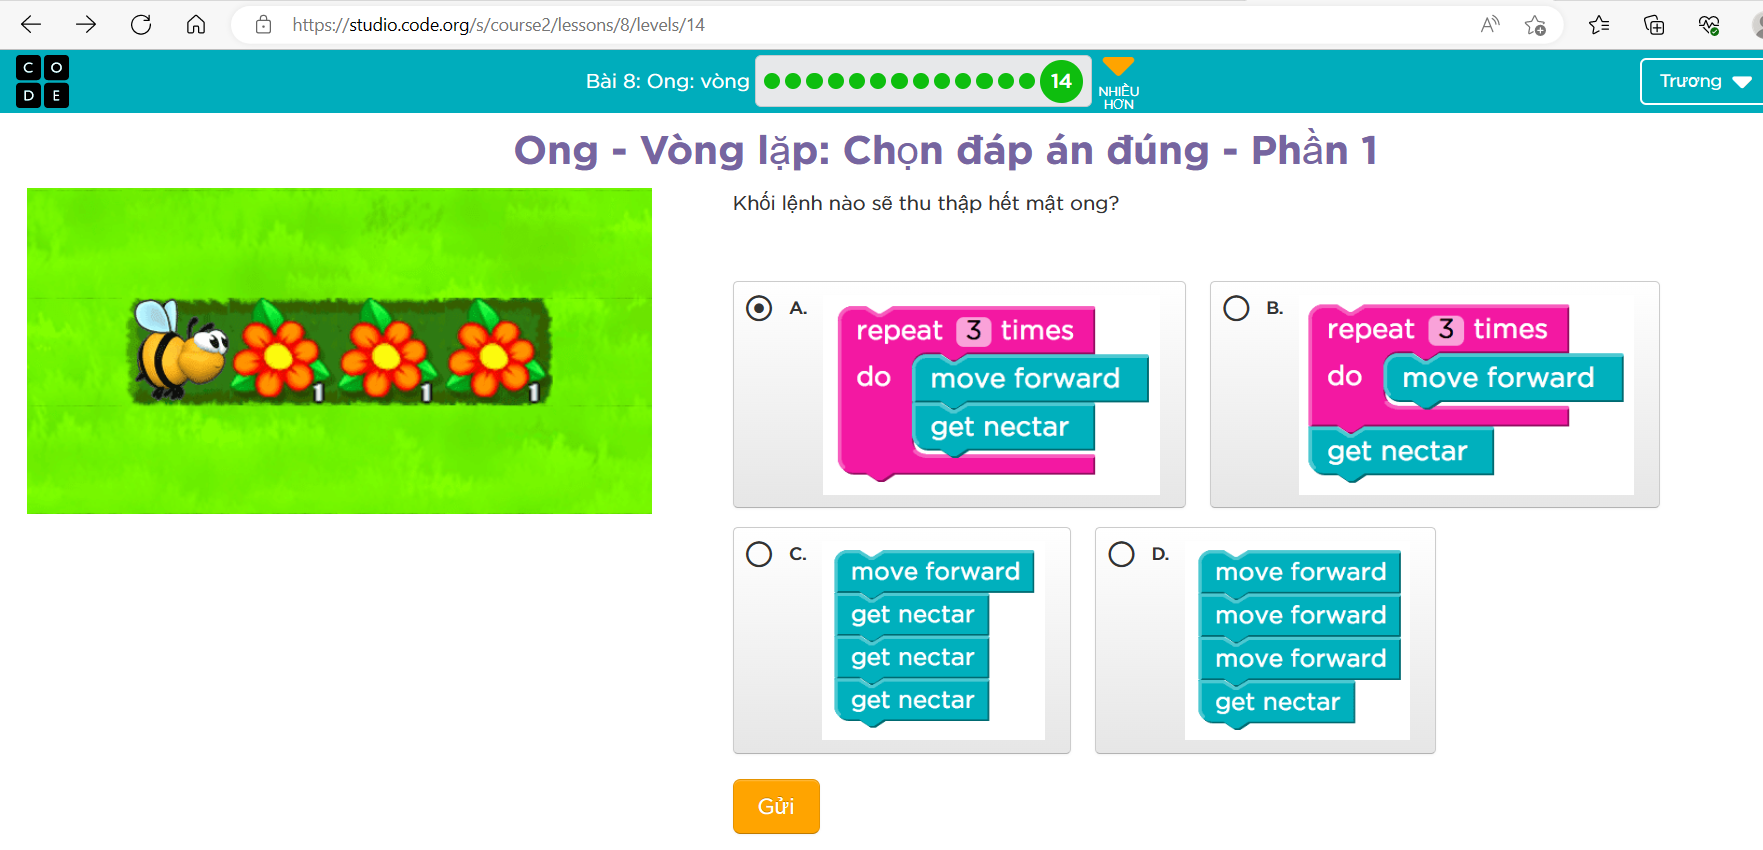 https://studio.code.org/s/course2/lessons/8/levels/14
C O
D E
Bài 8: Ong: vòng
14
NHIỀU
HƠN
Trương
Ong - Vòng lặp: Chọn đáp án đúng - Phần 1
Khối lệnh nào sẽ thu thập hết mật ong?
1 1 1
A.
repeat 3 times
do move forward
get nectar
B.
repeat 3 times
do move forward
get nectar
C.
move forward
get nectar
get nectar
get nectar
D.
move forward
move forward
move forward
get nectar
Gửi